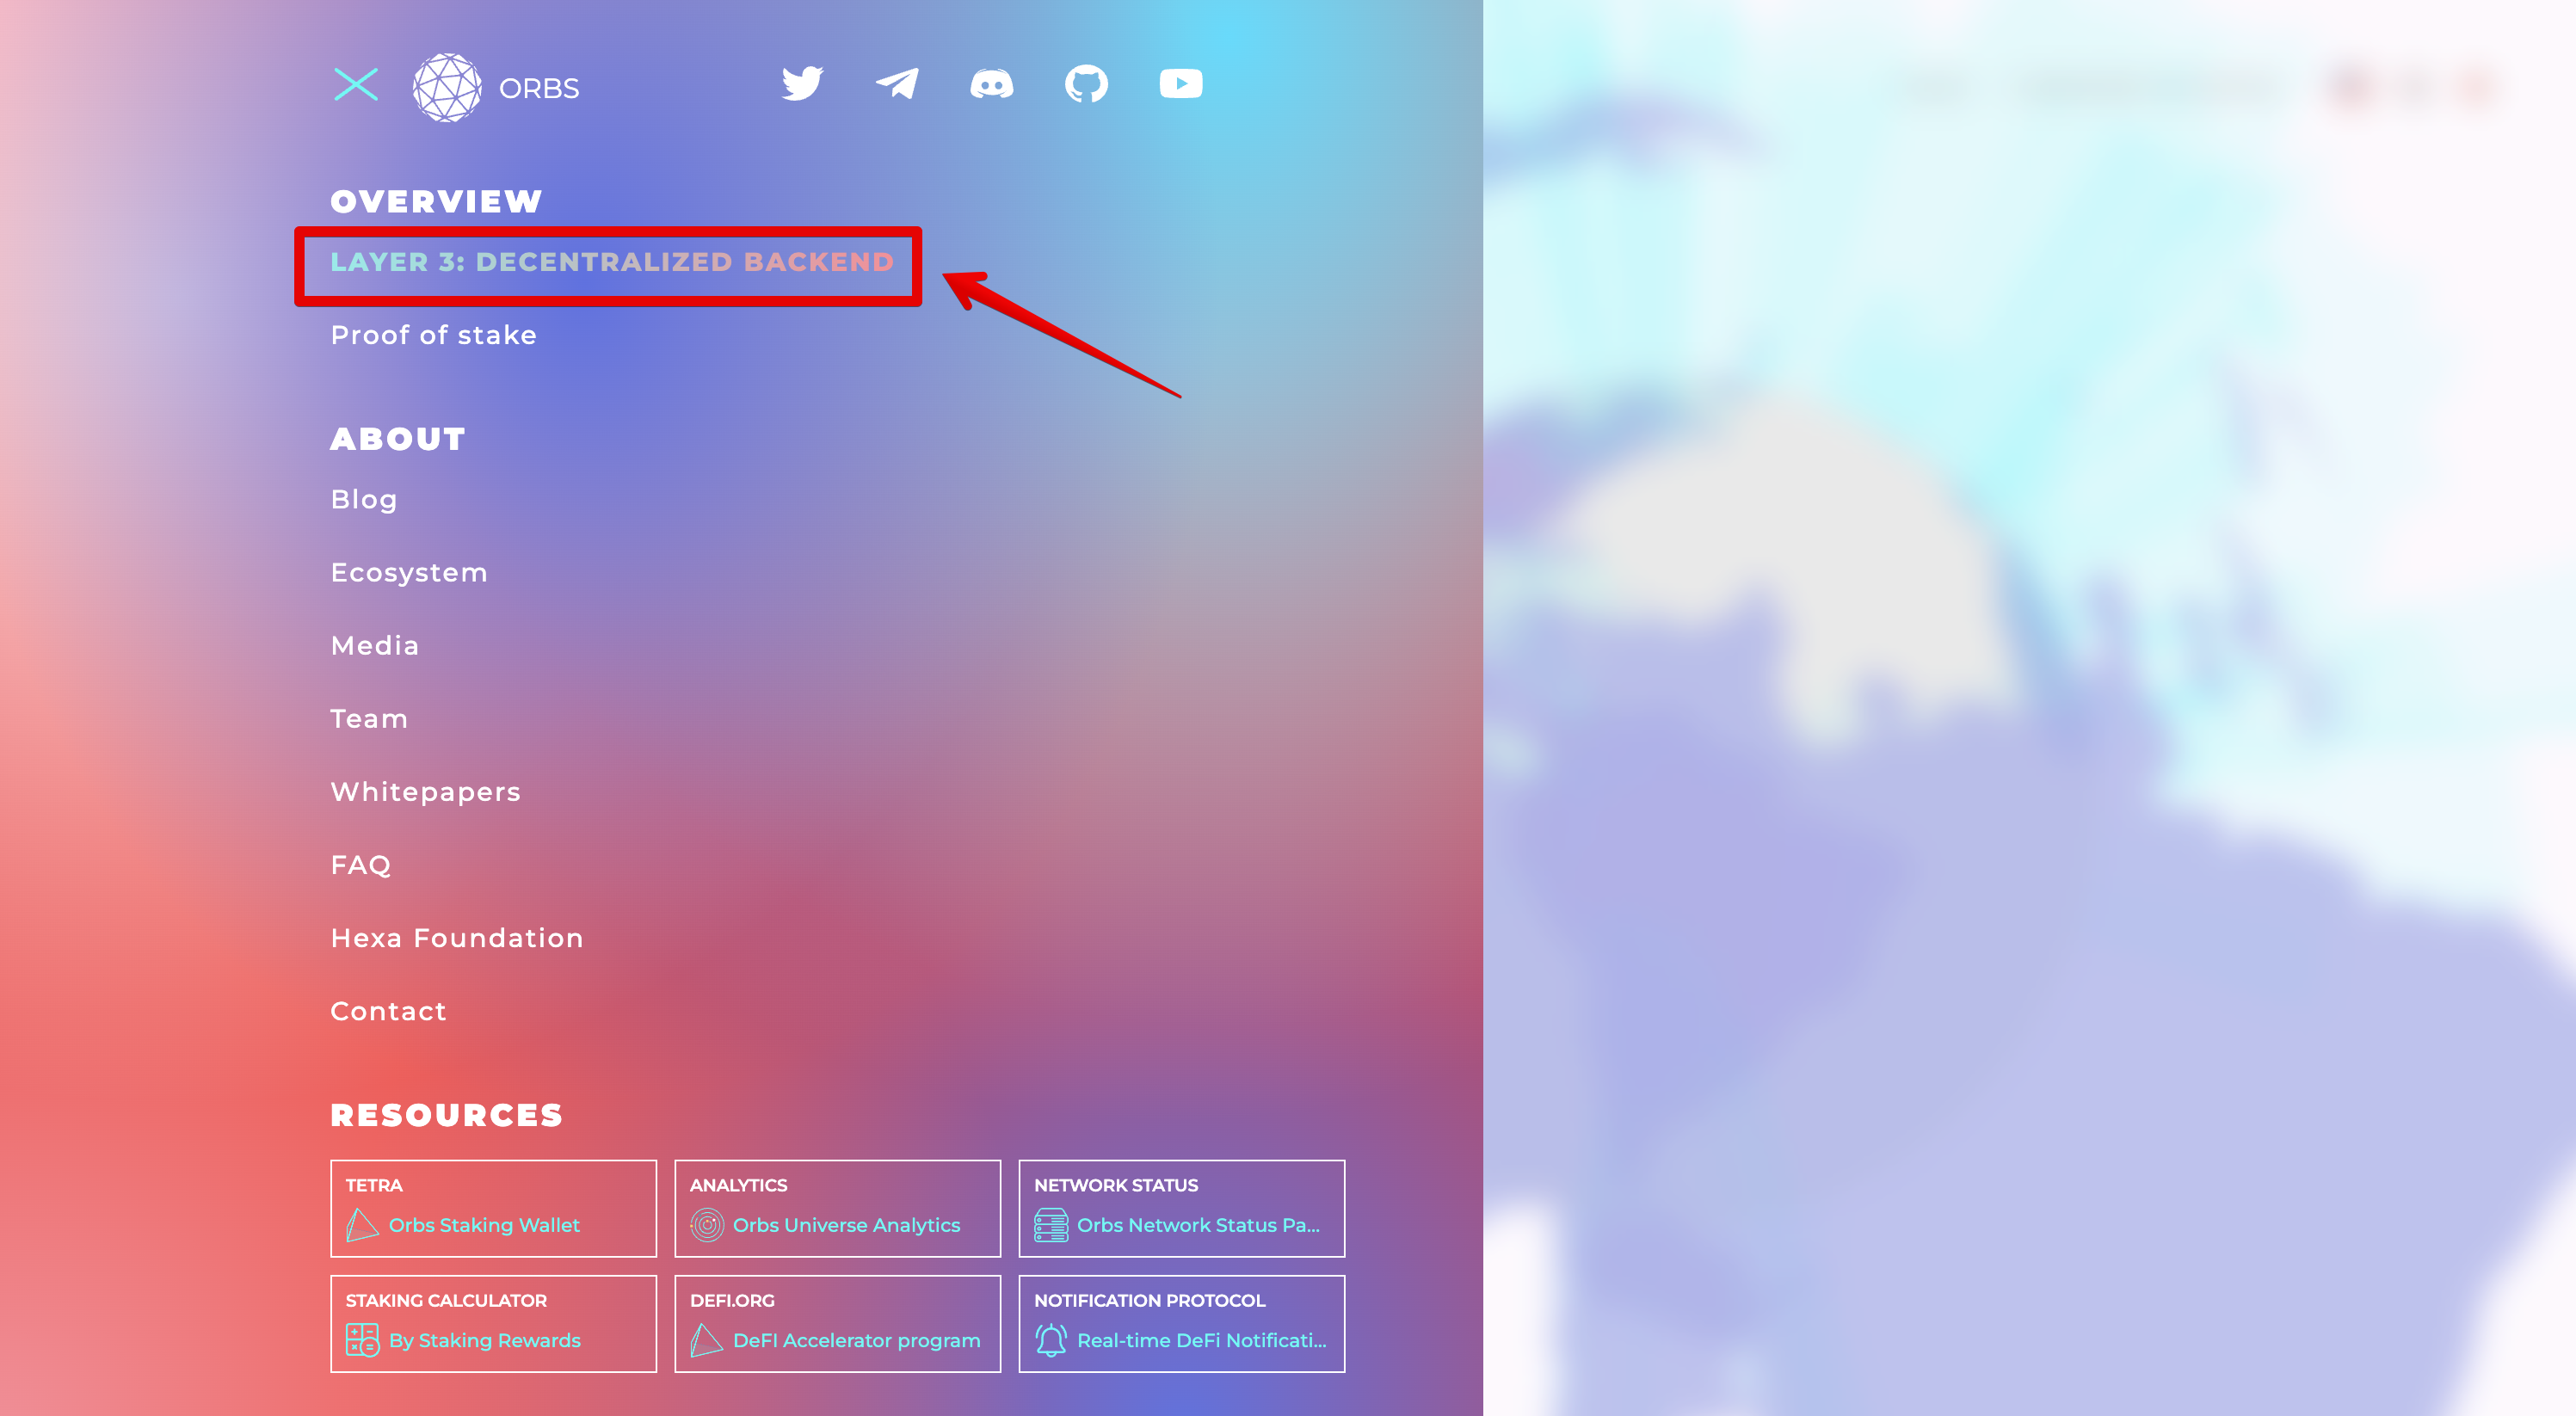 ORBS
OVERVIEW
LAYER 3: DECENTRALIZED BACKEND
Proof of stake
ABOUT
Blog
Ecosystem
Media
Team
Whitepapers
FAQ
Hexa Foundation
Contact
RESOURCES
TETRA
Orbs Staking Wallet
ANALYTICS
Orbs Universe Analytics
NETWORK STATUS
Orbs Network Status Pa...
STAKING CALCULATOR
By Staking Rewards
DEFI.ORG
DeFI Accelerator program
NOTIFICATION PROTOCOL
Real-time DeFi Notificati...